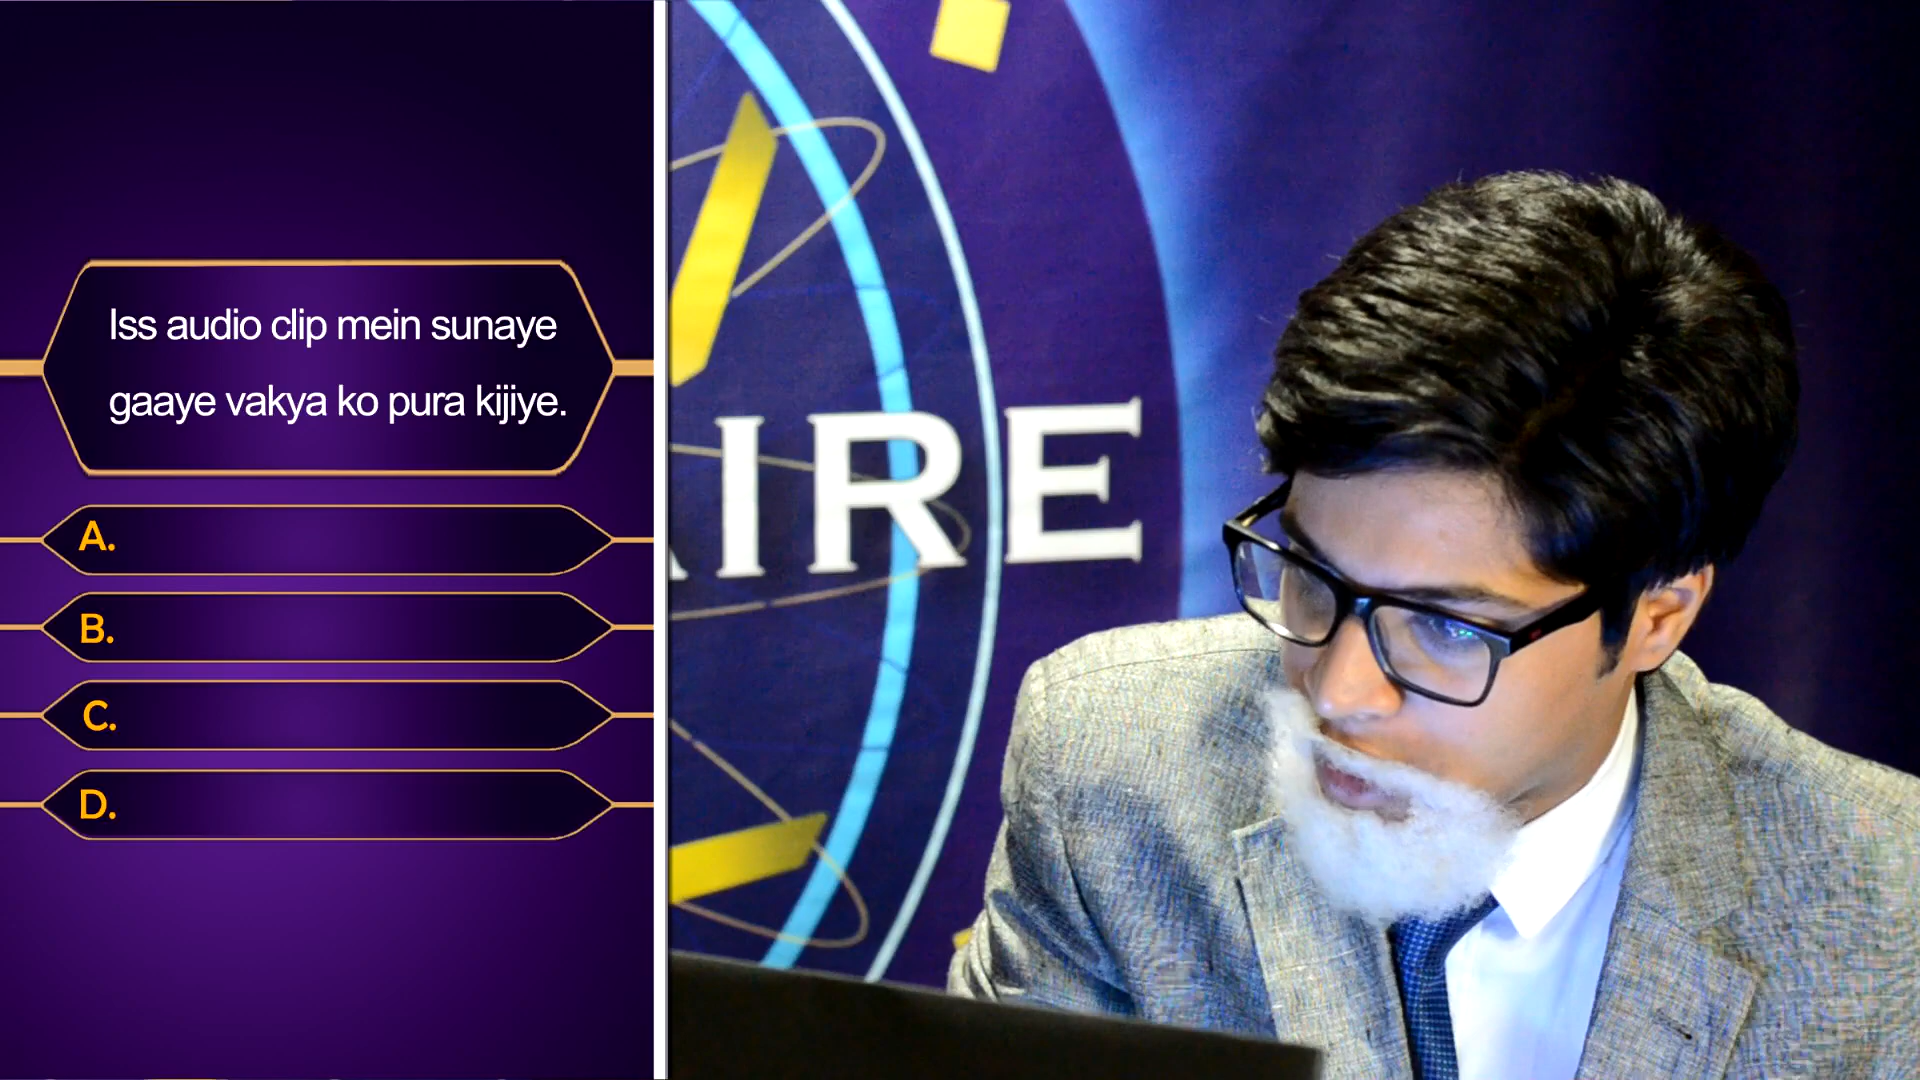 Iss audio clip mein sunaye
gaaye vakya ko pura kijiye.
A.
B.
C.
D.
IRE